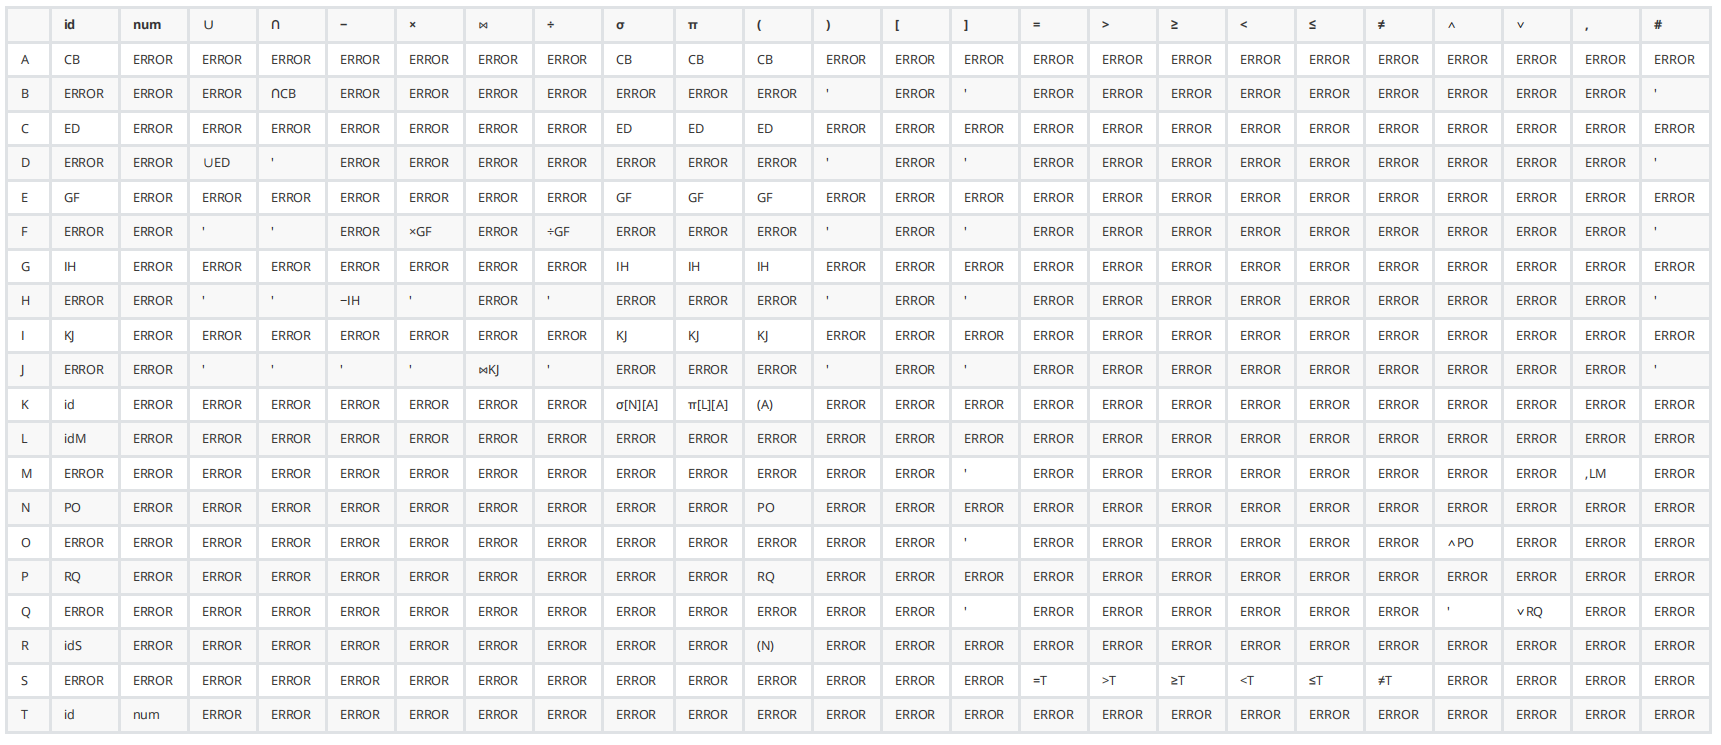 id num ∪ ∩ − × ⋈ ÷ σ π ( ) [ ] = > ≥ < ≤ ≠ ∧ ∨ , #
A CB ERROR ERROR ERROR ERROR ERROR ERROR ERROR CB CB CB ERROR ERROR ERROR ERROR ERROR ERROR ERROR ERROR ERROR ERROR ERROR ERROR ERROR
B ERROR ERROR ERROR ∩CB ERROR ERROR ERROR ERROR ERROR ERROR ERROR ' ERROR ' ERROR ERROR ERROR ERROR ERROR ERROR ERROR ERROR ERROR '
C ED ERROR ERROR ERROR ERROR ERROR ERROR ERROR ED ED ED ERROR ERROR ERROR ERROR ERROR ERROR ERROR ERROR ERROR ERROR ERROR ERROR ERROR
D ERROR ERROR ∪ED ' ERROR ERROR ERROR ERROR ERROR ERROR ERROR ' ERROR ' ERROR ERROR ERROR ERROR ERROR ERROR ERROR ERROR ERROR '
E GF ERROR ERROR ERROR ERROR ERROR ERROR ERROR GF GF GF ERROR ERROR ERROR ERROR ERROR ERROR ERROR ERROR ERROR ERROR ERROR ERROR ERROR
F ERROR ERROR ' ' ERROR ×GF ERROR ÷GF ERROR ERROR ERROR ' ERROR ' ERROR ERROR ERROR ERROR ERROR ERROR ERROR ERROR ERROR '
G IH ERROR ERROR ERROR ERROR ERROR ERROR ERROR IH IH IH ERROR ERROR ERROR ERROR ERROR ERROR ERROR ERROR ERROR ERROR ERROR ERROR ERROR
H ERROR ERROR ' ' −IH ' ERROR ' ERROR ERROR ERROR ' ERROR ' ERROR ERROR ERROR ERROR ERROR ERROR ERROR ERROR ERROR '
I KJ ERROR ERROR ERROR ERROR ERROR ERROR ERROR KJ KJ KJ ERROR ERROR ERROR ERROR ERROR ERROR ERROR ERROR ERROR ERROR ERROR ERROR ERROR
J ERROR ERROR ' ' ' ' ⋈KJ ' ERROR ERROR ERROR ' ERROR ' ERROR ERROR ERROR ERROR ERROR ERROR ERROR ERROR ERROR '
K id ERROR ERROR ERROR ERROR ERROR ERROR ERROR σ[N][A] π[L][A] (A) ERROR ERROR ERROR ERROR ERROR ERROR ERROR ERROR ERROR ERROR ERROR ERROR ERROR
L idM ERROR ERROR ERROR ERROR ERROR ERROR ERROR ERROR ERROR ERROR ERROR ERROR ERROR ERROR ERROR ERROR ERROR ERROR ERROR ERROR ERROR ERROR ERROR
M ERROR ERROR ERROR ERROR ERROR ERROR ERROR ERROR ERROR ERROR ERROR ERROR ERROR ' ERROR ERROR ERROR ERROR ERROR ERROR ERROR ERROR ,LM ERROR
N PO ERROR ERROR ERROR ERROR ERROR ERROR ERROR ERROR ERROR PO ERROR ERROR ERROR ERROR ERROR ERROR ERROR ERROR ERROR ERROR ERROR ERROR ERROR
O ERROR ERROR ERROR ERROR ERROR ERROR ERROR ERROR ERROR ERROR ERROR ERROR ERROR ' ERROR ERROR ERROR ERROR ERROR ERROR ∧PO ERROR ERROR ERROR
P RQ ERROR ERROR ERROR ERROR ERROR ERROR ERROR ERROR ERROR RQ ERROR ERROR ERROR ERROR ERROR ERROR ERROR ERROR ERROR ERROR ERROR ERROR ERROR
Q ERROR ERROR ERROR ERROR ERROR ERROR ERROR ERROR ERROR ERROR ERROR ERROR ERROR ' ERROR ERROR ERROR ERROR ERROR ERROR ' ∨RQ ERROR ERROR
R idS ERROR ERROR ERROR ERROR ERROR ERROR ERROR ERROR ERROR (N) ERROR ERROR ERROR ERROR ERROR ERROR ERROR ERROR ERROR ERROR ERROR ERROR ERROR
S ERROR ERROR ERROR ERROR ERROR ERROR ERROR ERROR ERROR ERROR ERROR ERROR ERROR ERROR =T >T ≥T <T ≤T ≠T ERROR ERROR ERROR ERROR
T id num ERROR ERROR ERROR ERROR ERROR ERROR ERROR ERROR ERROR ERROR ERROR ERROR ERROR ERROR ERROR ERROR ERROR ERROR ERROR ERROR ERROR ERROR